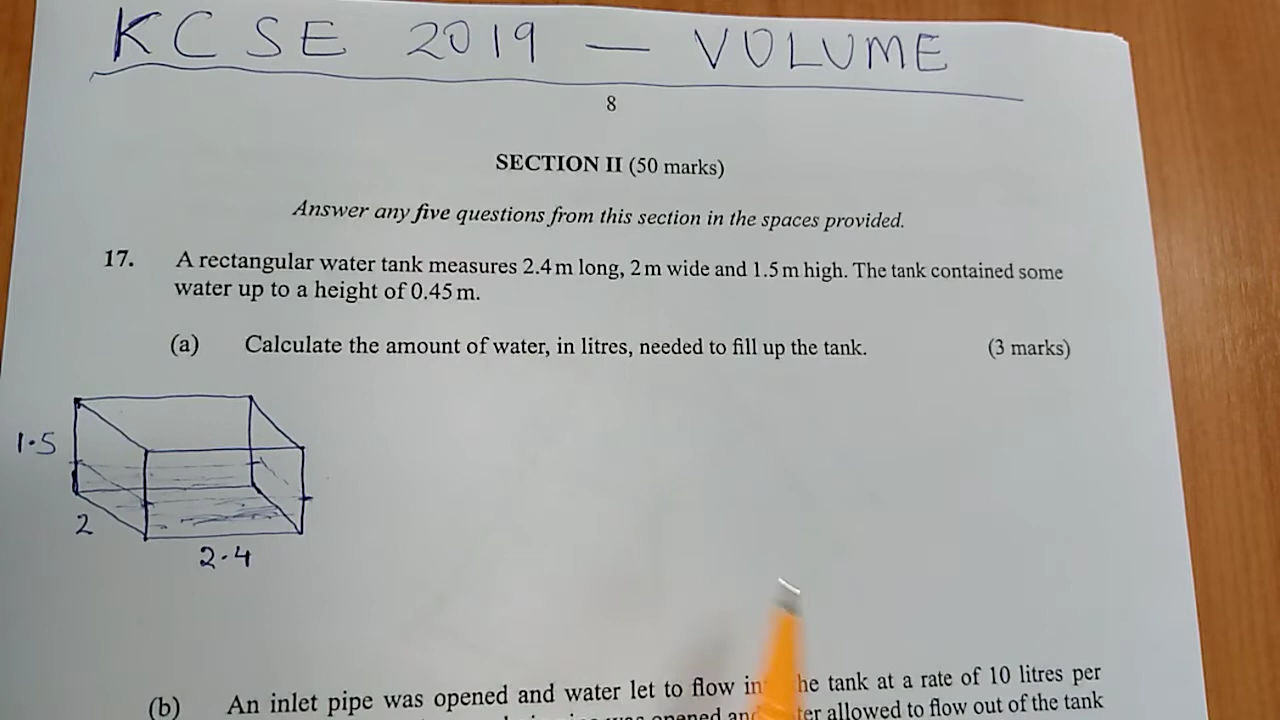 KCSE 2019 — VOLUME
8
SECTION II (50 marks)
Answer any five questions from this section in the spaces provided.
17. A rectangular water tank measures 2.4 m long, 2 m wide and 1.5 m high. The tank contained some
water up to a height of 0.45 m.
(a) Calculate the amount of water, in litres, needed to fill up the tank. (3 marks)
1.5
2
2.4
(b) An inlet pipe was opened and water let to flow in the tank at a rate of 10 litres per
opened and allowed to flow out of the tank